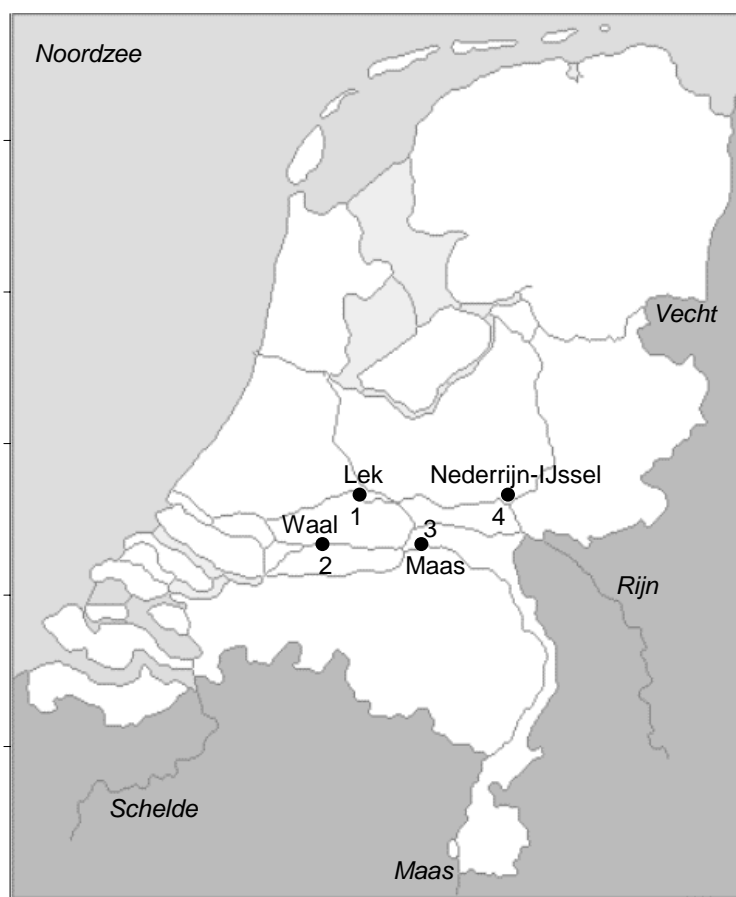 Noordzee
Vecht
Lek
Nederrijn-IJssel
1
4
Waal
3
2
Maas
Rijn
Schelde
Maas